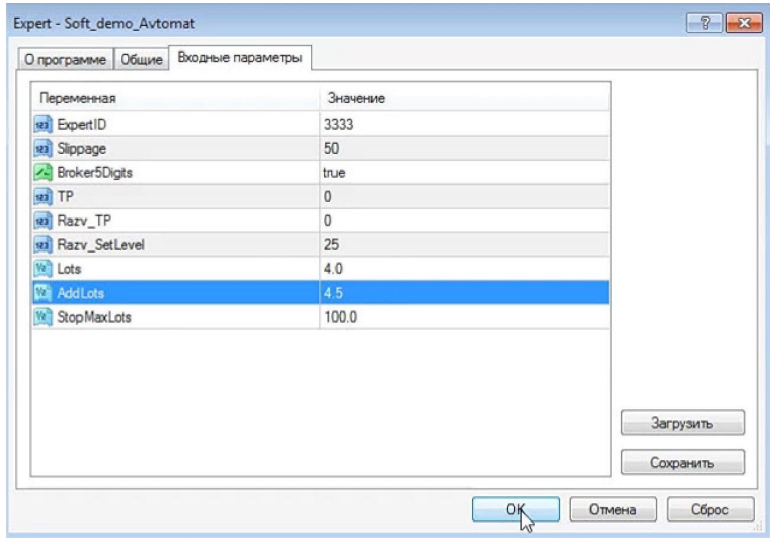 Expert - Soft_demo_Avtomat
О программе Общие Входные параметры
Переменная Значение
ExpertID 3333
Slippage 50
Broker5Digits true
TP 0
Razv_TP 0
Razv_SetLevel 25
Lots 4.0
AddLots 4.5
StopMaxLots 100.0
Загрузить
Сохранить
OK Отмена Сброс